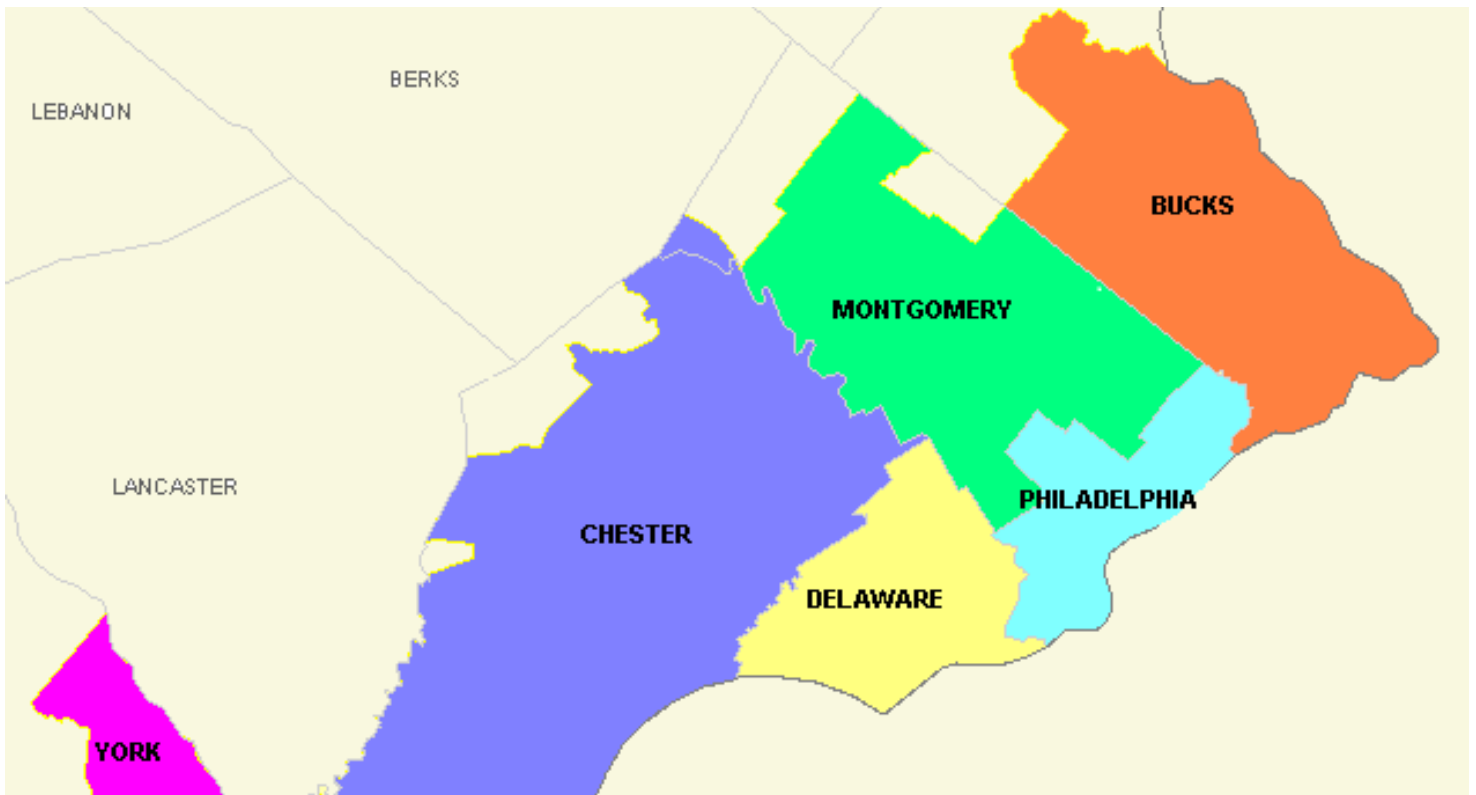 BERKS
LEBANON
BUCKS
MONTGOMERY
LANCASTER
PHILADELPHIA
CHESTER
DELAWARE
YORK